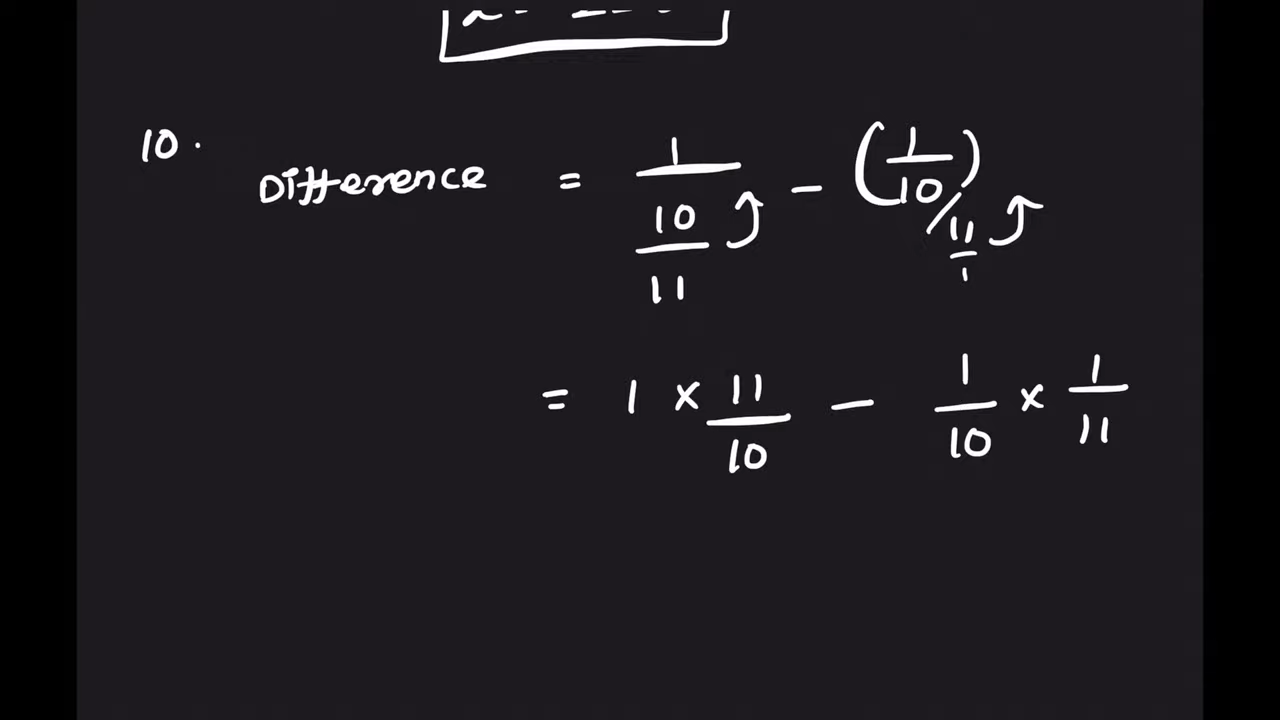 10. Difference = 1/(10/11) - (1/10)/(11/1)
= 1 × 11/10 - 1/10 × 1/11